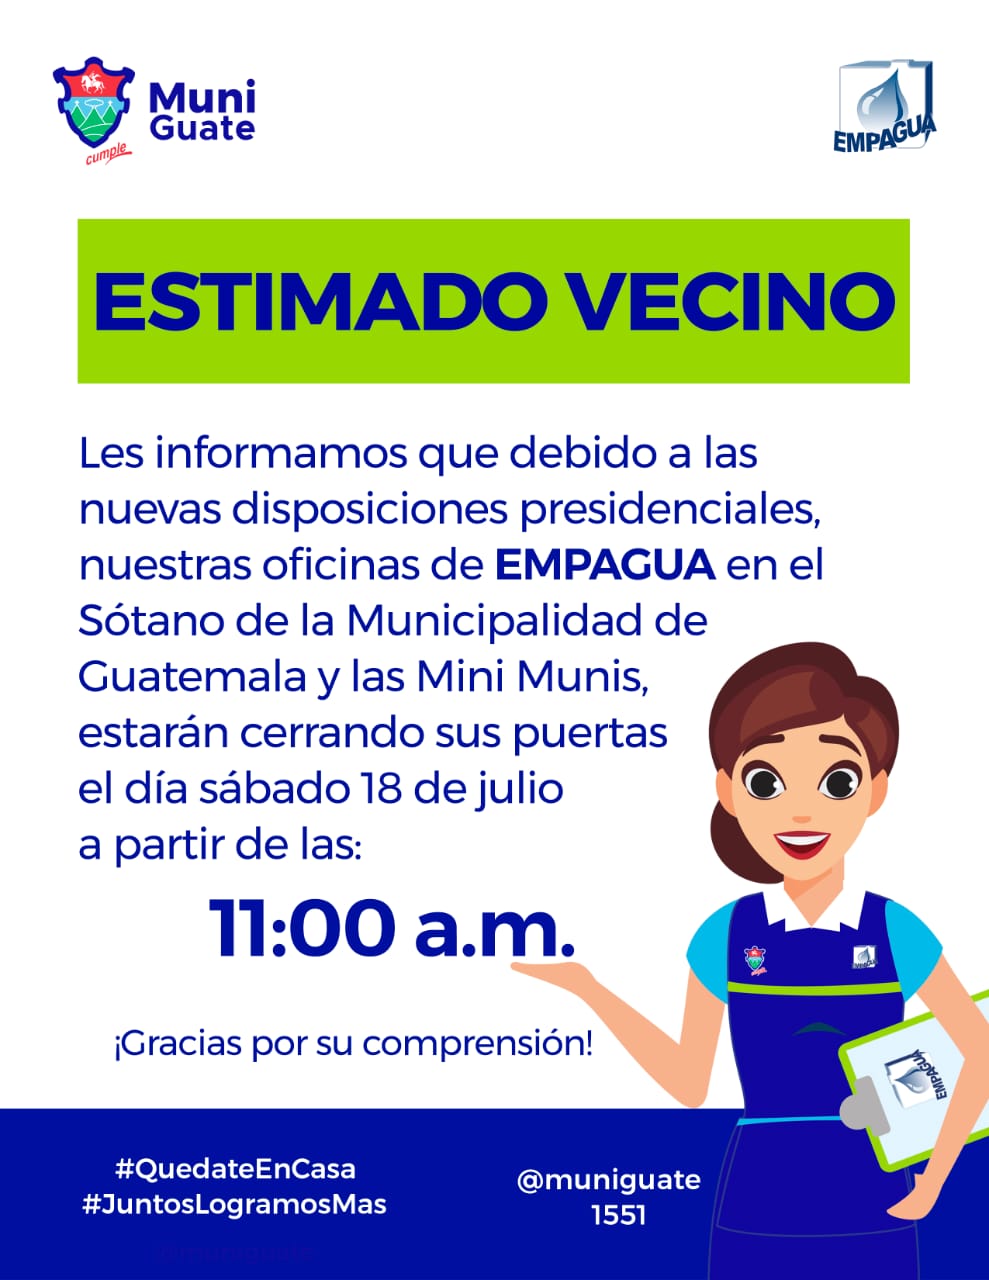 Muni
Guate
cumple
EMPAGUA
ESTIMADO VECINO
Les informamos que debido a las
nuevas disposiciones presidenciales,
nuestras oficinas de EMPAGUA en el
Sótano de la Municipalidad de
Guatemala y las Mini Munis,
estarán cerrando sus puertas
el día sábado 18 de julio
a partir de las:
11:00 a.m.
¡Gracias por su comprensión!
EMPAGUA
#QuedateEnCasa
#JuntosLogramosMas
@muniguate
1551
@muniguate